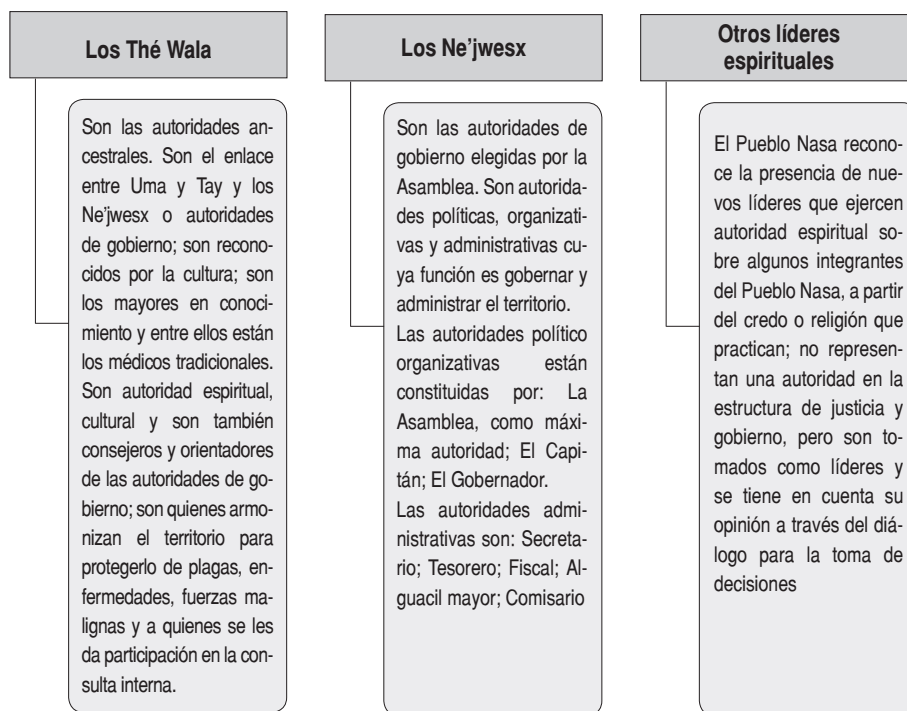 Los Thé Wala
Son las autoridades an-
cestrales. Son el enlace
entre Uma y Tay y los
Ne’jwesx o autoridades
de gobierno; son recono-
cidos por la cultura; son
los mayores en conoci-
miento y entre ellos están
los médicos tradicionales.
Son autoridad espiritual,
cultural y son también
consejeros y orientadores
de las autoridades de go-
bierno; son quienes armo-
nizan el territorio para
protegerlo de plagas, en-
fermedades, fuerzas ma-
lignas y a quienes se les
da participación en la con-
sulta interna.
Los Ne’jwesx
Son las autoridades de
gobierno elegidas por la
Asamblea. Son autorida-
des políticas, organizati-
vas y administrativas cu-
ya función es gobernar y
administrar el territorio.
Las autoridades político
organizativas están
constituidas por: La
Asamblea, como máxi-
ma autoridad; El Capi-
tán; El Gobernador.
Las autoridades admi-
nistrativas son: Secreta-
rio; Tesorero; Fiscal; Al-
guacil mayor; Comisario
Otros líderes
espirituales
El Pueblo Nasa recono-
ce la presencia de nue-
vos líderes que ejercen
autoridad espiritual so-
bre algunos integrantes
del Pueblo Nasa, a partir
del credo o religión que
practican; no represen-
tan una autoridad en la
estructura de justicia y
gobierno, pero son to-
mados como líderes y
se tiene en cuenta su
opinión a través del diá-
logo para la toma de
decisiones